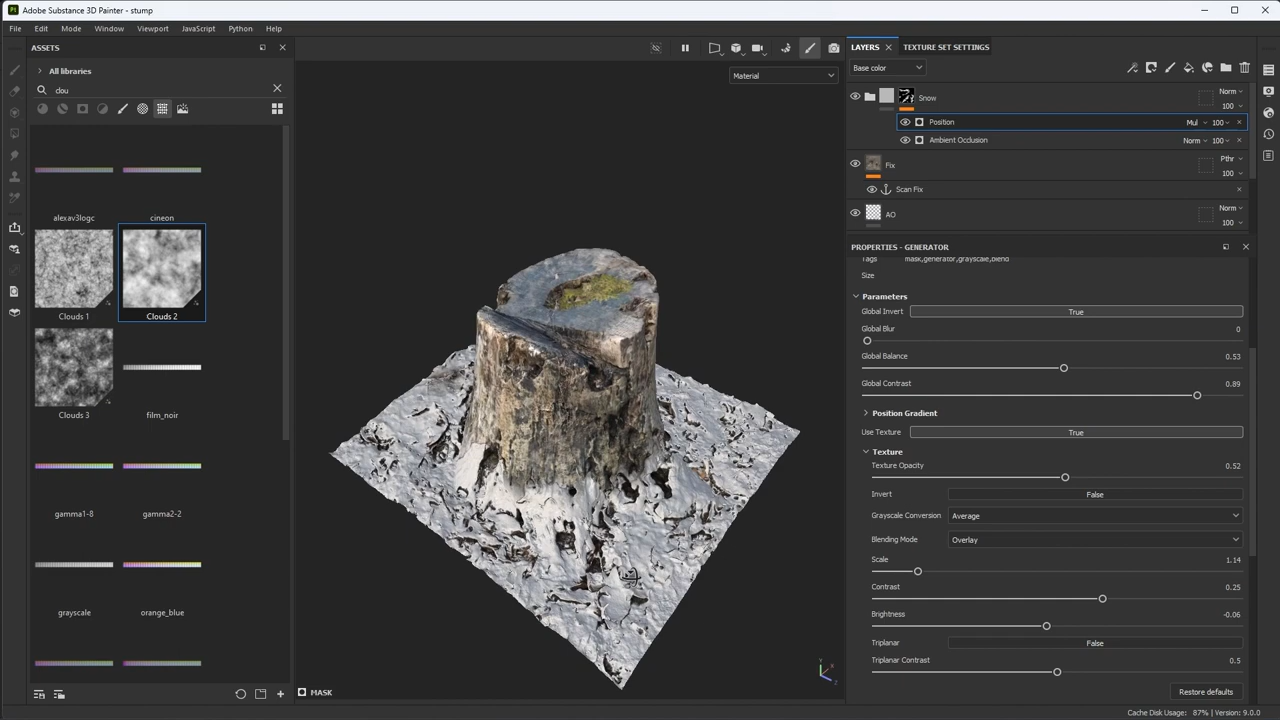 Pt Adobe Substance 3D Painter - stump
File Edit Mode Window Viewport JavaScript Python Help
ASSETS
All libraries
clou
alexav3logc cineon
Clouds 1 Clouds 2
Clouds 3 film_noir
gamma1-8 gamma2-2
grayscale orange_blue
Material
MASK
LAYERS TEXTURE SET SETTINGS
Base color
Snow Norm 100
Position Mul 100
Ambient Occlusion Norm 100
Fix Pthr 100
Scan Fix
AO Norm 100
PROPERTIES - GENERATOR
Tags mask,generator,grayscale,blend
Size
Parameters
Global Invert True
Global Blur 0
Global Balance 0.53
Global Contrast 0.89
Position Gradient
Use Texture True
Texture
Texture Opacity 0.52
Invert False
Grayscale Conversion Average
Blending Mode Overlay
Scale 1.14
Contrast 0.25
Brightness -0.06
Triplanar False
Triplanar Contrast 0.5
Restore defaults
Cache Disk Usage: 87% | Version: 9.0.0